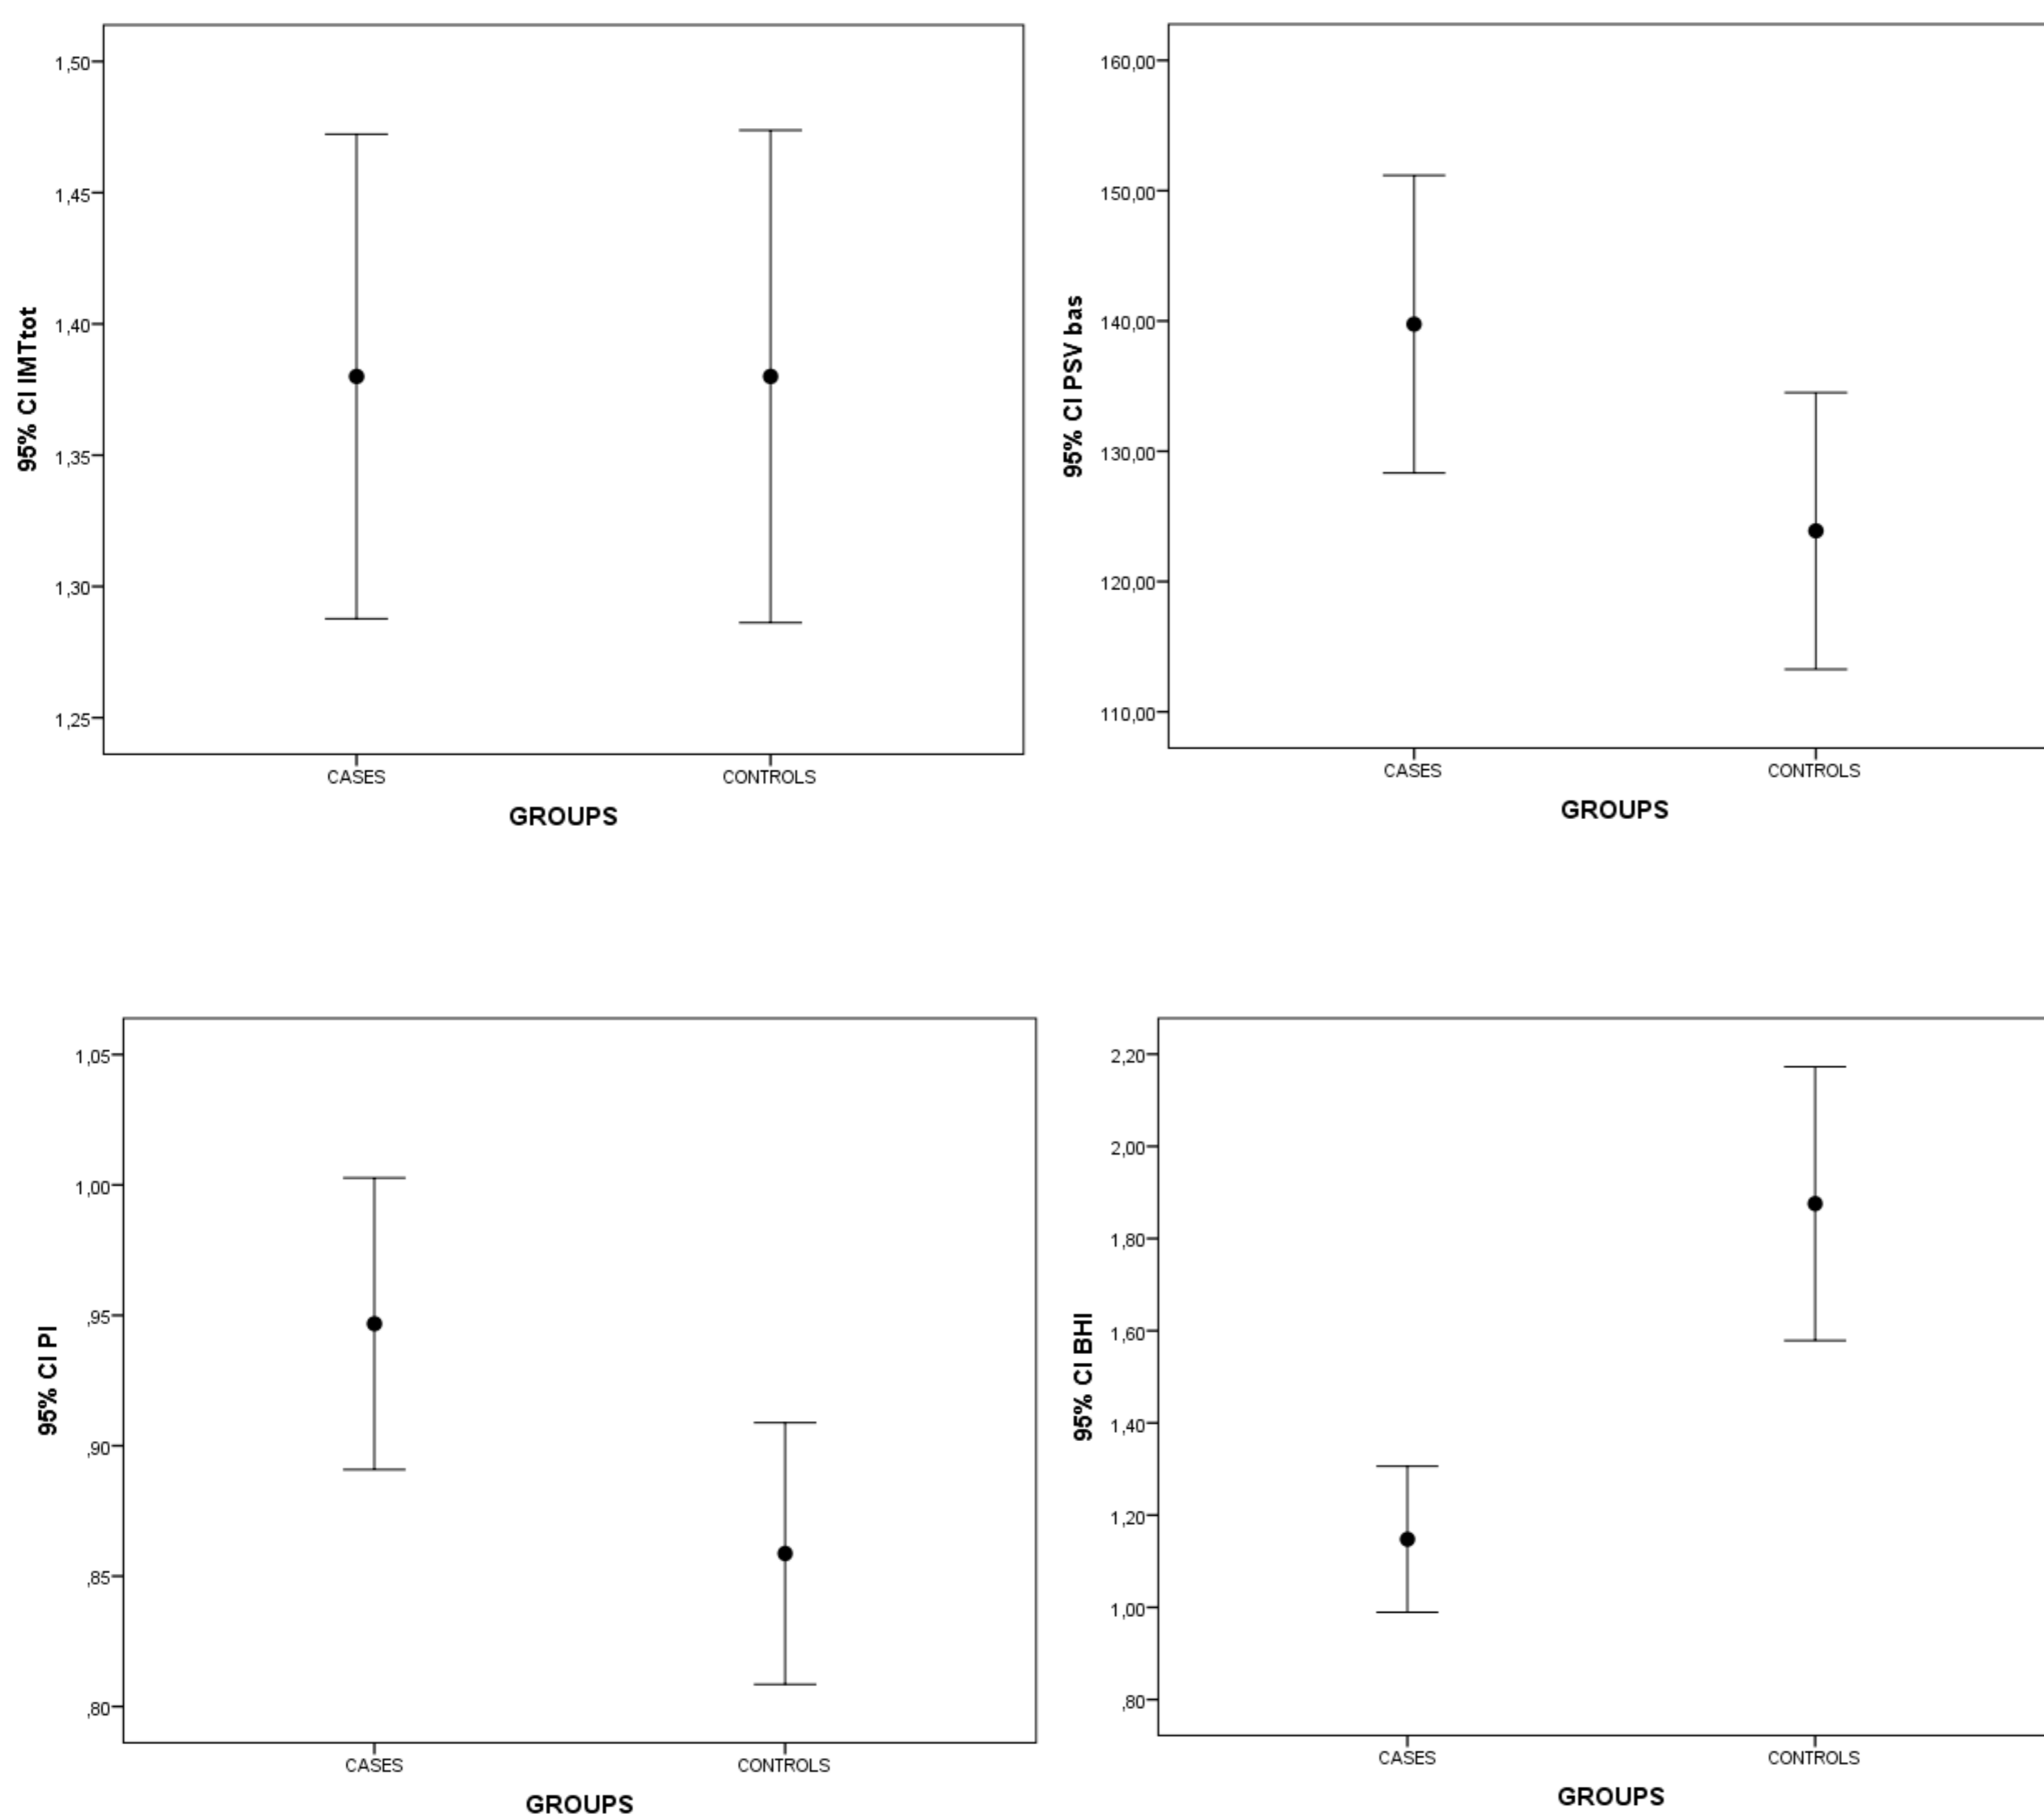 95% CI IMTtot
1,50
1,45
1,40
1,35
1,30
1,25
CASES
CONTROLS
GROUPS
95% CI PSV bas
160,00
150,00
140,00
130,00
120,00
110,00
CASES
CONTROLS
GROUPS
95% CI PI
1,05
1,00
,95
,90
,85
,80
CASES
CONTROLS
GROUPS
95% CI BHI
2,20
2,00
1,80
1,60
1,40
1,20
1,00
,80
CASES
CONTROLS
GROUPS